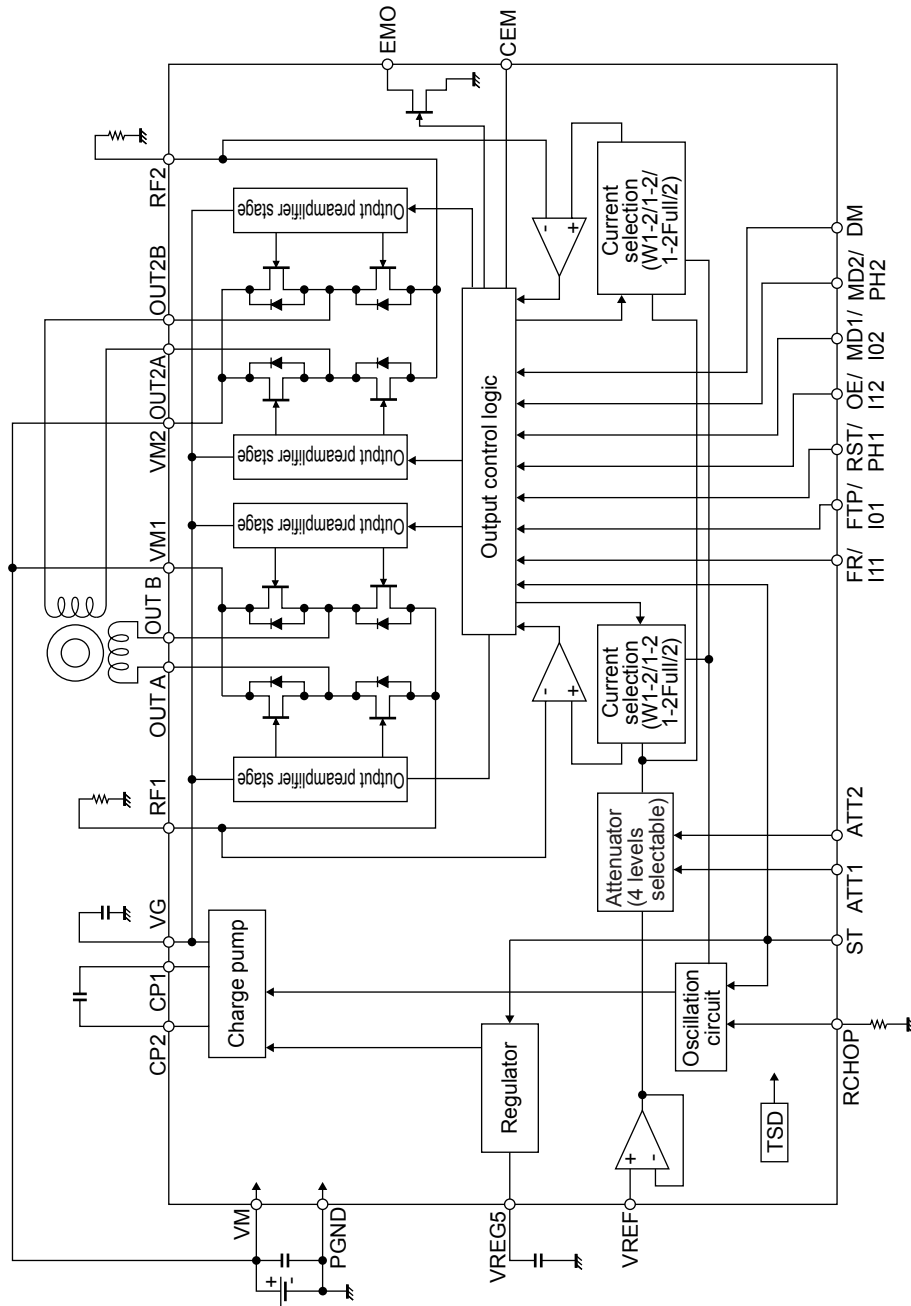 VM
PGND
VREG5
VREF
+
-
CP2
CP1
VG
RF1
OUT A
OUT B
VM1
VM2
OUT2A
OUT2B
RF2
EMO
CEM
Charge pump
Regulator
+
-
TSD
Oscillation
circuit
Attenuator
(4 levels
selectable)
Current
selection
(W1-2/1-2
1-2Full/2)
-
+
Output preamplifier stage
Output preamplifier stage
Output preamplifier stage
Output preamplifier stage
Output control logic
-
+
Current
selection
(W1-2/1-2/
1-2Full/2)
RCHOP
ST
ATT1
ATT2
FR/
I11
FTP/
I01
RST/
PH1
OE/
I12
MD1/
I02
MD2/
PH2
DM